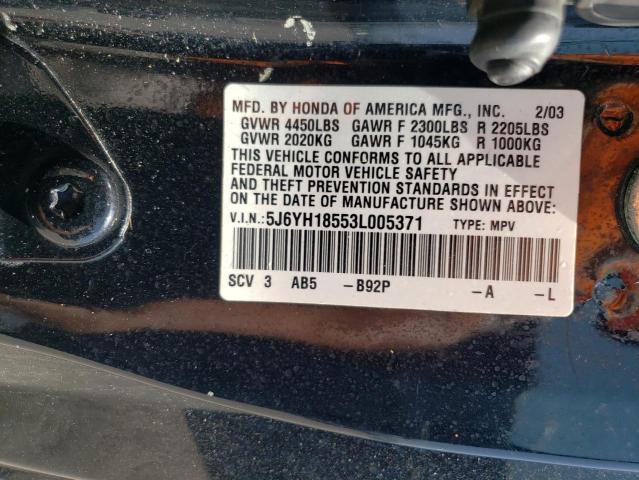 MFD. BY HONDA OF AMERICA MFG., INC. 2/03
GVWR 4450LBS GAWR F 2300LBS R 2205LBS
GVWR 2020KG GAWR F 1045KG R 1000KG
THIS VEHICLE CONFORMS TO ALL APPLICABLE
FEDERAL MOTOR VEHICLE SAFETY
AND THEFT PREVENTION STANDARDS IN EFFECT
ON THE DATE OF MANUFACTURE SHOWN ABOVE:
V.I.N.:5J6YH18553L005371 TYPE: MPV
SCV 3 AB5 –B92P –A –L